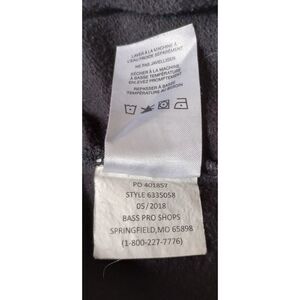 LAVER À LA MACHINE À
L'EAU FROIDE SÉPARÉMENT
NE PAS JAVELLISER
SÉCHER À LA MACHINE
À BASSE TEMPÉRATURE
ENLEVEZ PROMPTEMENT
REPASSER À BASSE
TEMPÉRATURE AU BESOIN
PO 401857
STYLE 6335058
05/2018
BASS PRO SHOPS
SPRINGFIELD,MO 65898
(1-800-227-7776)